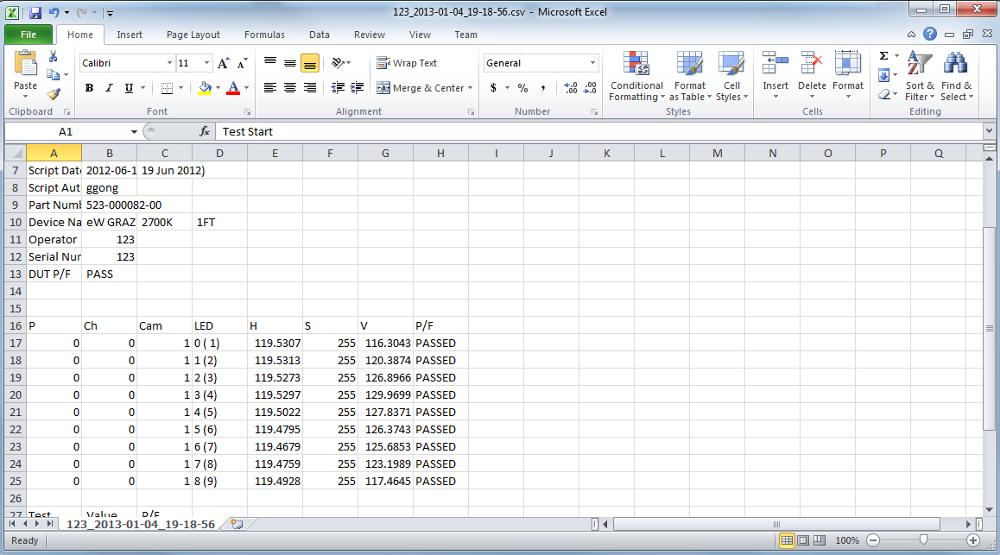 123_2013-01-04_19-18-56.csv - Microsoft Excel
File Home Insert Page Layout Formulas Data Review View Team
Calibri 11 Wrap Text General
Paste B I U Merge & Center $ % , Conditional Formatting Format as Table Cell Styles Insert Delete Format Sort & Filter Find & Select
Clipboard Font Alignment Number Styles Cells Editing
A1 fx Test Start
A B C D E F G H I J K L M N O P Q
7 Script Date 2012-06-1 19 Jun 2012)
8 Script Aut ggong
9 Part Numb 523-000082-00
10 Device Na eW GRAZ 2700K 1FT
11 Operator 123
12 Serial Nur 123
13 DUT P/F PASS
14
15
16 P Ch Cam LED H S V P/F
17 0 0 1 0 ( 1) 119.5307 255 116.3043 PASSED
18 0 0 1 1 (2) 119.5313 255 120.3874 PASSED
19 0 0 1 2 (3) 119.5273 255 126.8966 PASSED
20 0 0 1 3 (4) 119.5297 255 129.9699 PASSED
21 0 0 1 4 (5) 119.5022 255 127.8371 PASSED
22 0 0 1 5 (6) 119.4795 255 126.3743 PASSED
23 0 0 1 6 (7) 119.4679 255 125.6853 PASSED
24 0 0 1 7 (8) 119.4759 255 123.1989 PASSED
25 0 0 1 8 (9) 119.4928 255 117.4645 PASSED
26
27 Test Value P/F
123_2013-01-04_19-18-56
Ready 100%